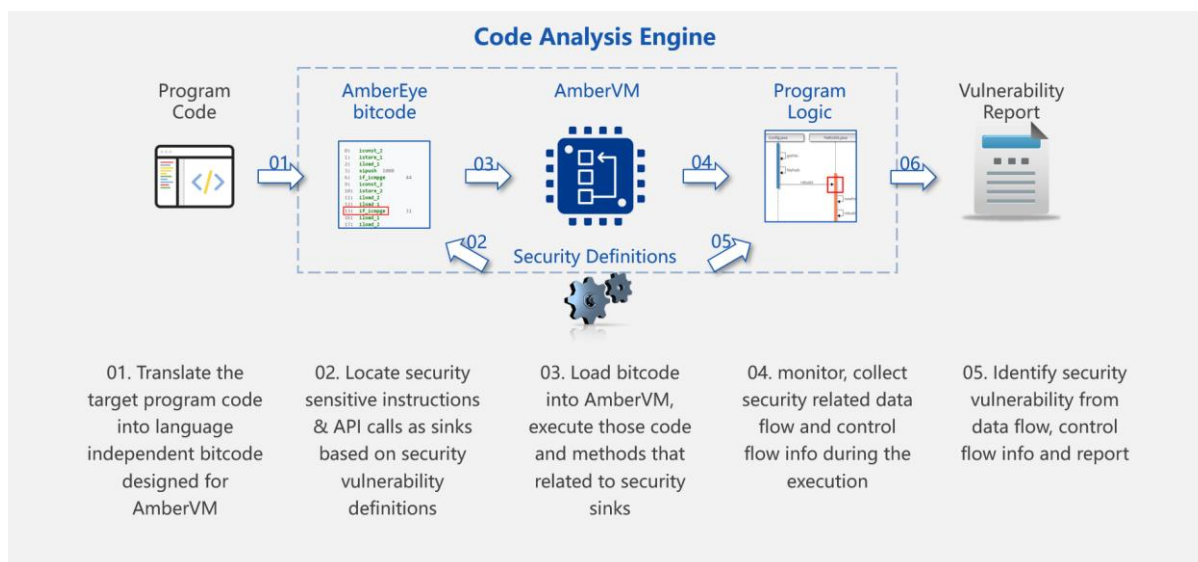 Code Analysis Engine
Program
Code
AmberEye
bitcode
AmberVM
Program
Logic
Vulnerability
Report
01
03
04
06
02
05
Security Definitions
01. Translate the
target program code
into language
independent bitcode
designed for
AmberVM
02. Locate security
sensitive instructions
& API calls as sinks
based on security
vulnerability
definitions
03. Load bitcode
into AmberVM,
execute those code
and methods that
related to security
sinks
04. monitor, collect
security related data
flow and control
flow info during the
execution
05. Identify security
vulnerability from
data flow, control
flow info and report